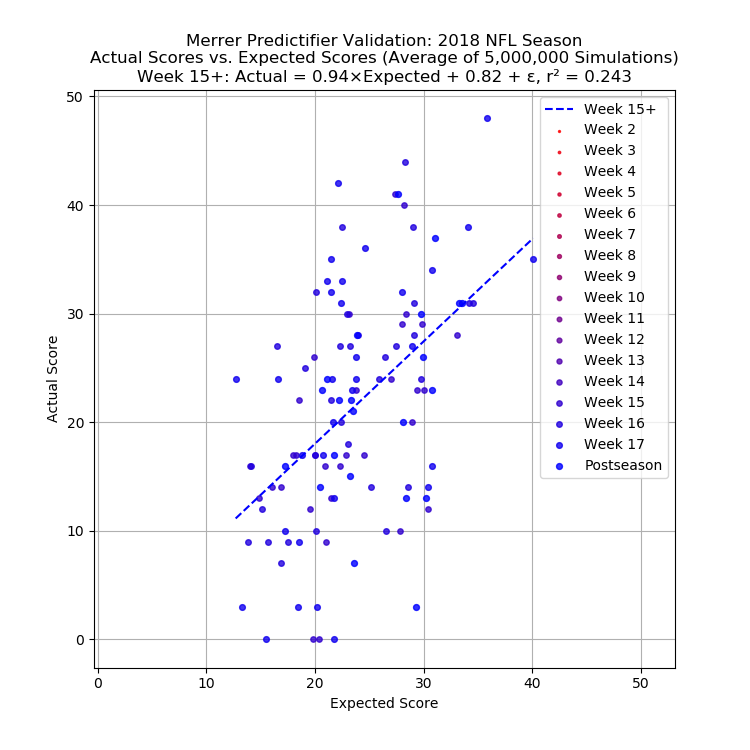 Merrer Predictifier Validation: 2018 NFL Season
Actual Scores vs. Expected Scores (Average of 5,000,000 Simulations)
Week 15+: Actual = 0.94×Expected + 0.82 + ε, r² = 0.243
50
40
30
20
10
0
Actual Score
0 10 20 30 40 50
Expected Score
Week 15+
Week 2
Week 3
Week 4
Week 5
Week 6
Week 7
Week 8
Week 9
Week 10
Week 11
Week 12
Week 13
Week 14
Week 15
Week 16
Week 17
Postseason